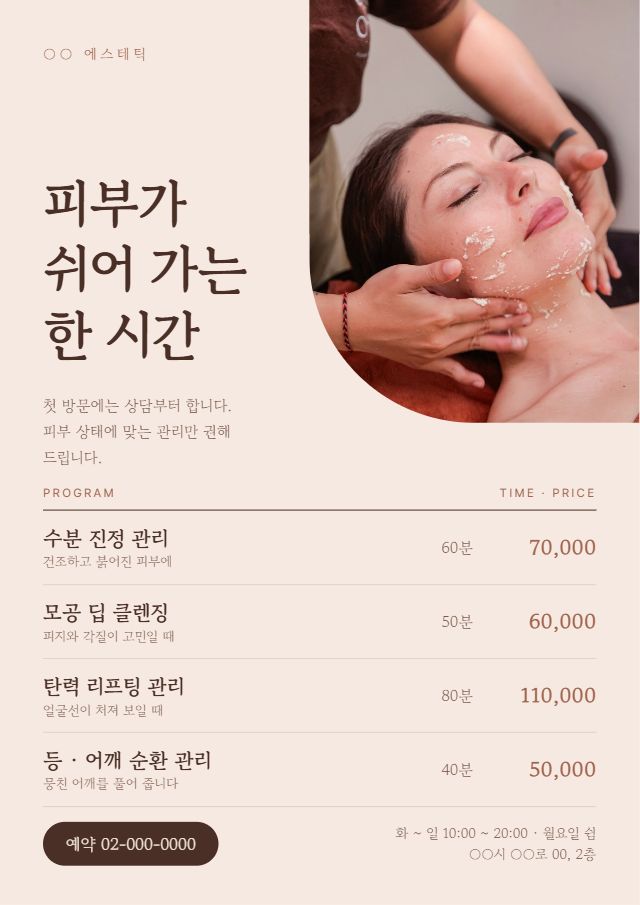 ○○ 에스테틱
피부가
쉬어 가는
한 시간
첫 방문에는 상담부터 합니다.
피부 상태에 맞는 관리만 권해
드립니다.
PROGRAM TIME · PRICE
수분 진정 관리 60분 70,000
건조하고 붉어진 피부에
모공 딥 클렌징 50분 60,000
피지와 각질이 고민일 때
탄력 리프팅 관리 80분 110,000
얼굴선이 처져 보일 때
등 · 어깨 순환 관리 40분 50,000
뭉친 어깨를 풀어 줍니다
예약 02-000-0000
화 ~ 일 10:00 ~ 20:00 · 월요일 쉼
○○시 ○○로 00, 2층